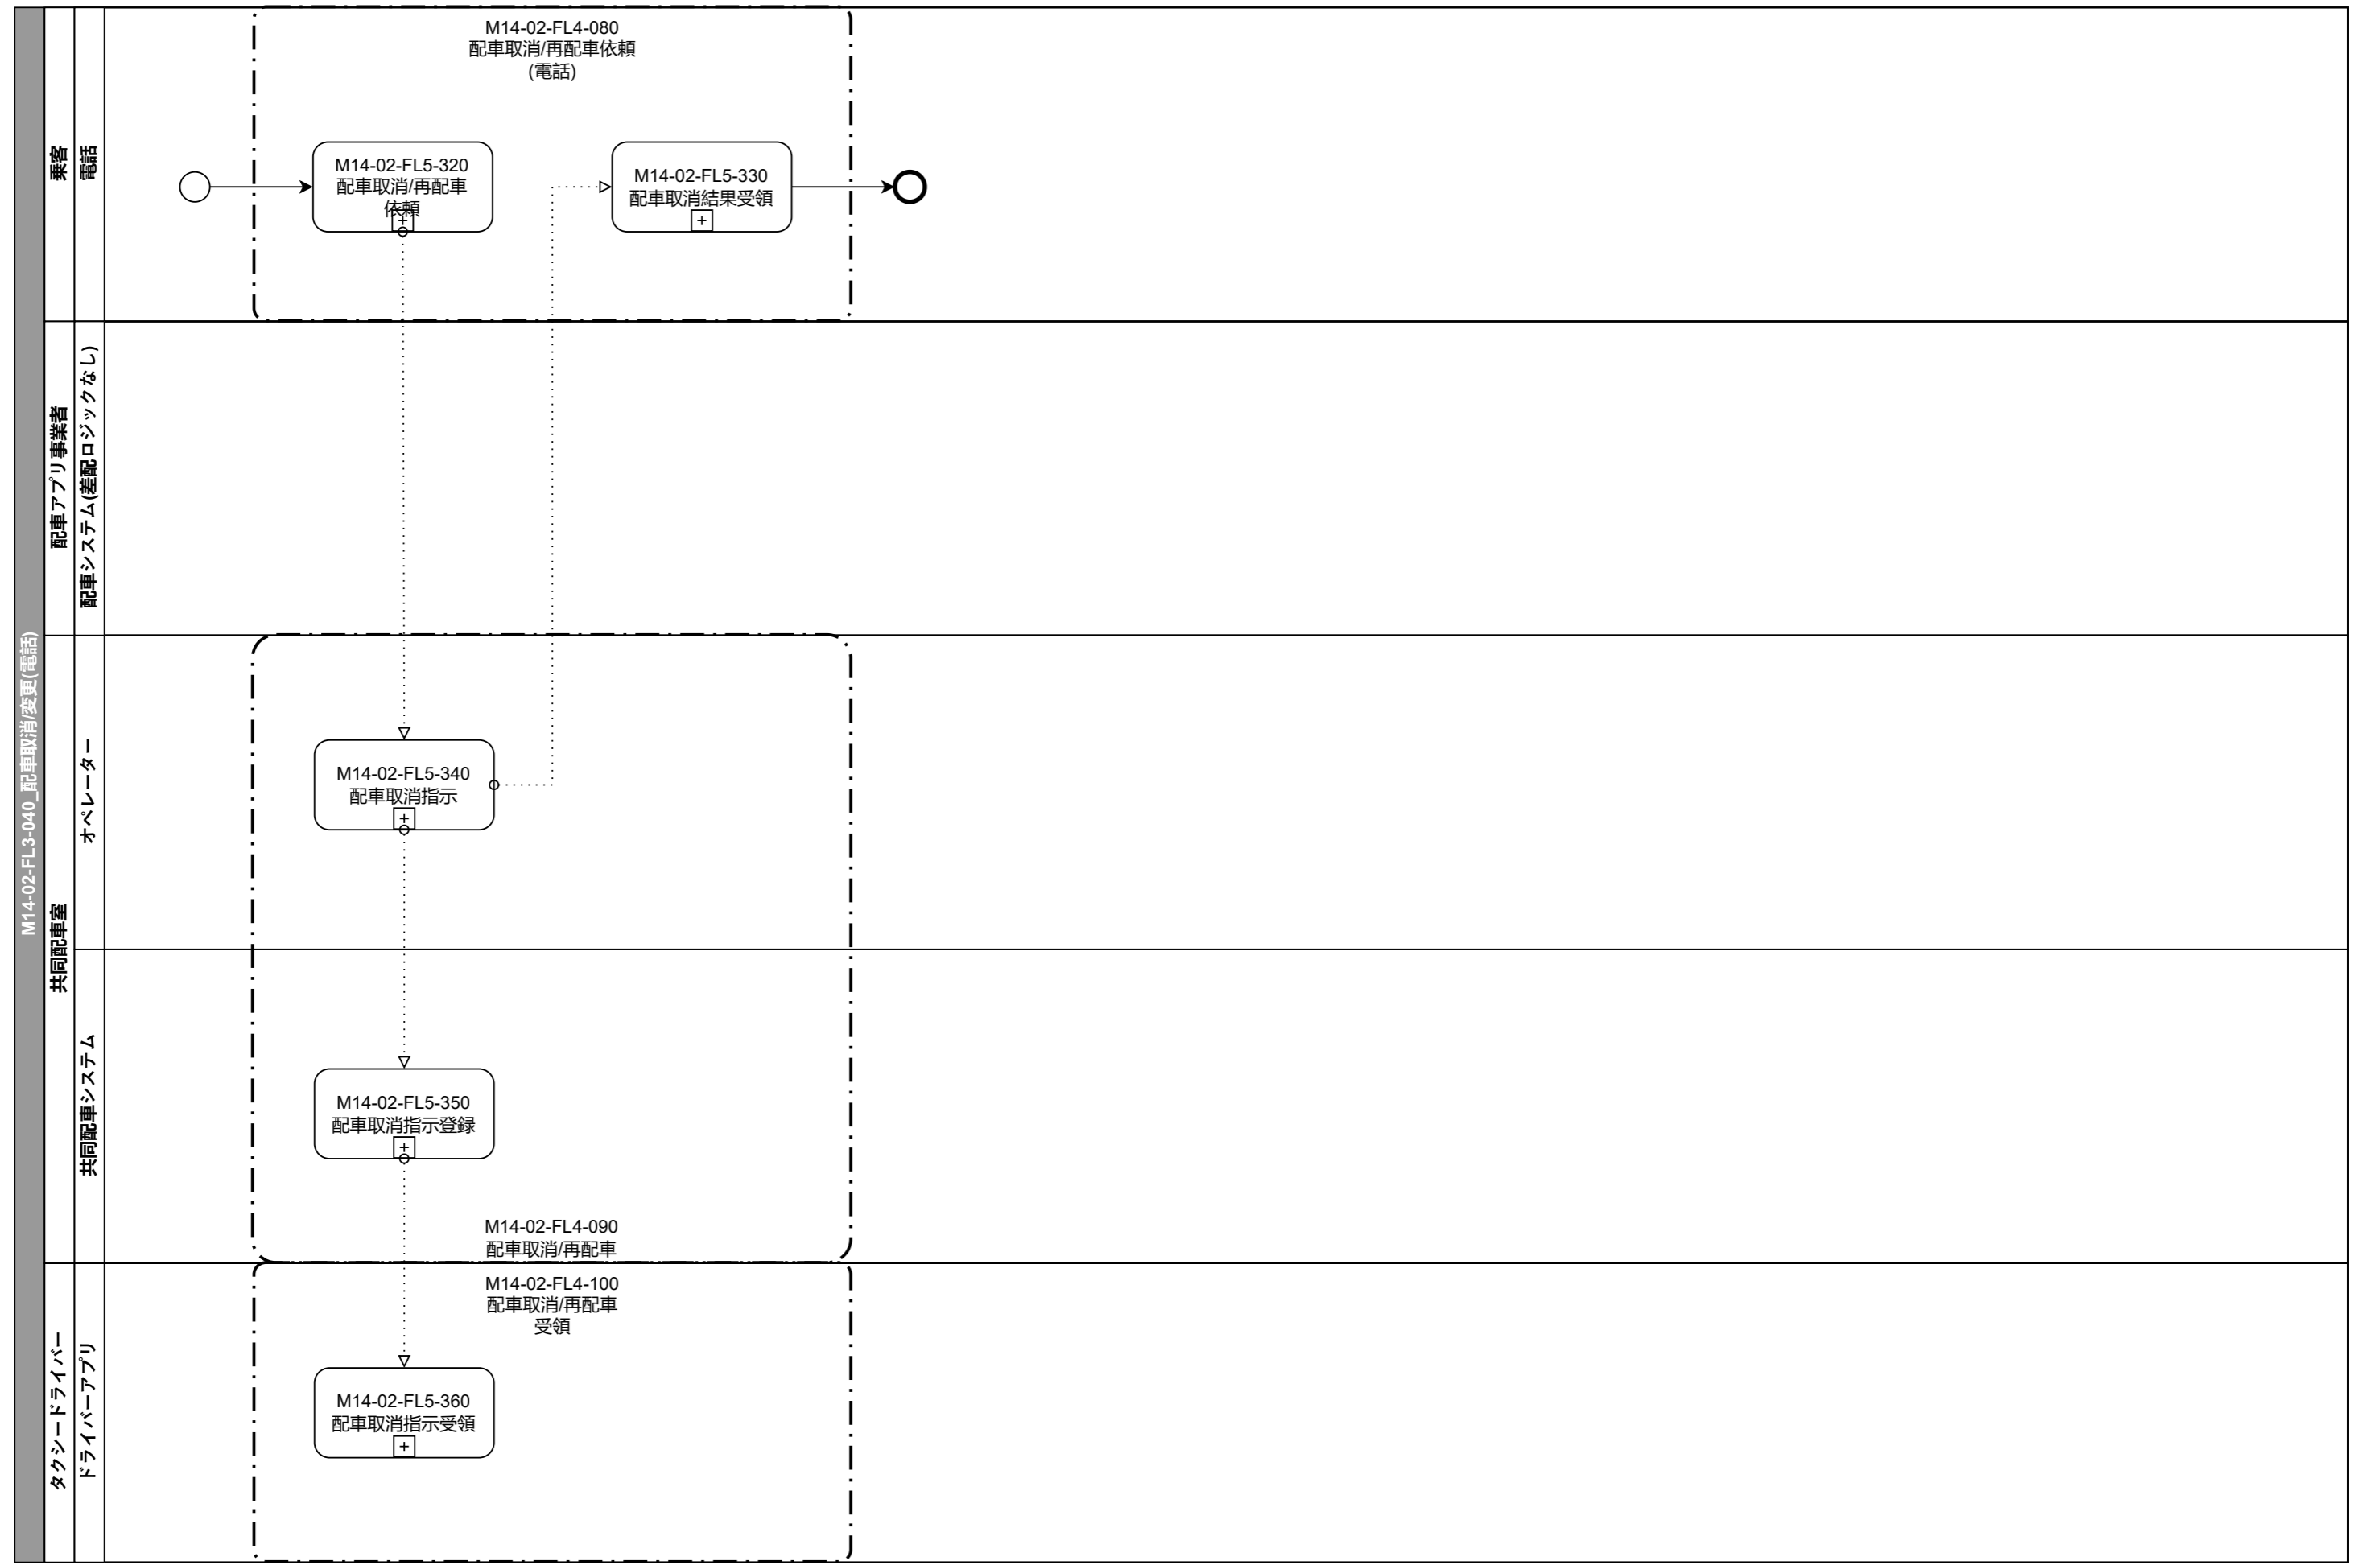 M14-02-FL3-040_配車取消/変更(電話)
乗客
電話
M14-02-FL4-080
配車取消/再配車依頼
(電話)
M14-02-FL5-320
配車取消/再配車
依頼
M14-02-FL5-330
配車取消結果受領
配車アプリ事業者
配車システム(差配ロジックなし)
共同配車室
オペレーター
M14-02-FL5-340
配車取消指示
共同配車システム
M14-02-FL5-350
配車取消指示登録
M14-02-FL4-090
配車取消/再配車
タクシードライバー
ドライバーアプリ
M14-02-FL4-100
配車取消/再配車
受領
M14-02-FL5-360
配車取消指示受領